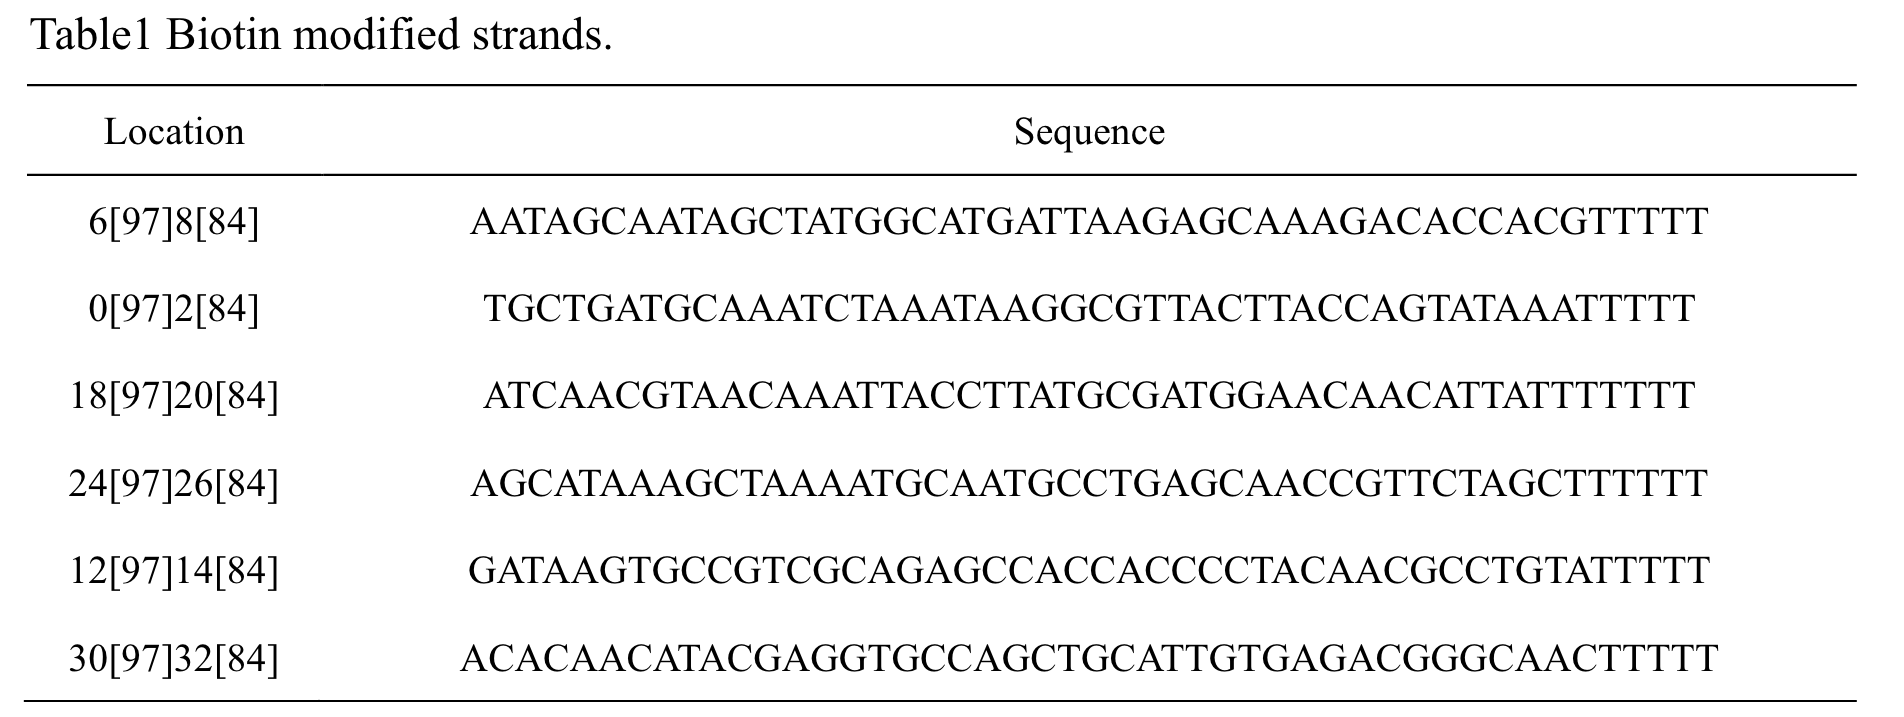 Table1 Biotin modified strands.
Location Sequence
6[97]8[84] AATAGCAATAGCTATGGCATGATTAAGAGCAAAGACACCACGTTTTT
0[97]2[84] TGCTGATGCAAATCTAAATAAGGCGTTACTTACCAGTATAAATTTTT
18[97]20[84] ATCAACGTAACAAATTACCTTATGCGATGGAACAACATTATTTTTTT
24[97]26[84] AGCATAAAGCTAAAATGCAATGCCTGAGCAACCGTTCTAGCTTTTTT
12[97]14[84] GATAAGTGCCGTCGCAGAGCCACCACCCCTACAACGCCTGTATTTTT
30[97]32[84] ACACAACATACGAGGTGCCAGCTGCATTGTGAGACGGGCAACTTTTT